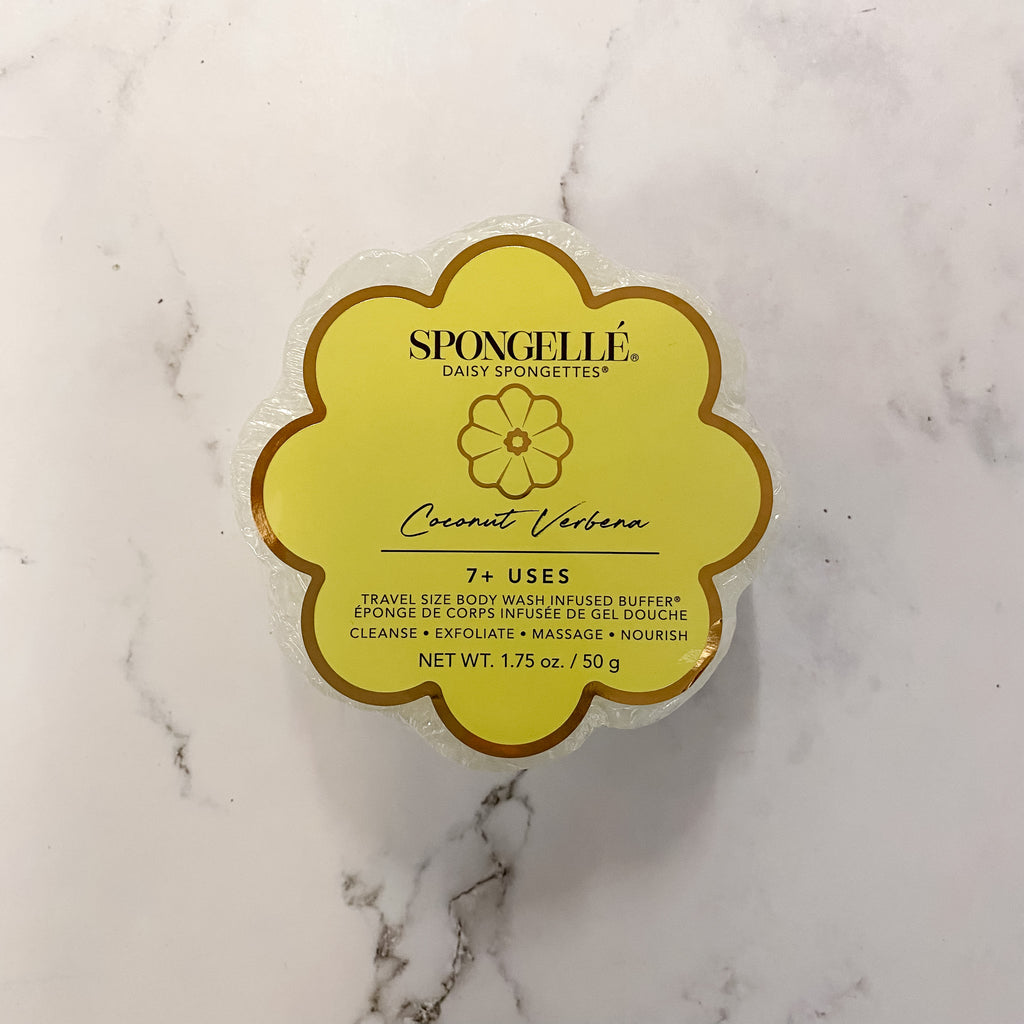 SPONGELLÉ®
DAISY SPONGETTES®
Coconut Verbena
7+ USES
TRAVEL SIZE BODY WASH INFUSED BUFFER®
ÉPONGE DE CORPS INFUSÉE DE GEL DOUCHE
CLEANSE • EXFOLIATE • MASSAGE • NOURISH
NET WT. 1.75 oz. / 50 g